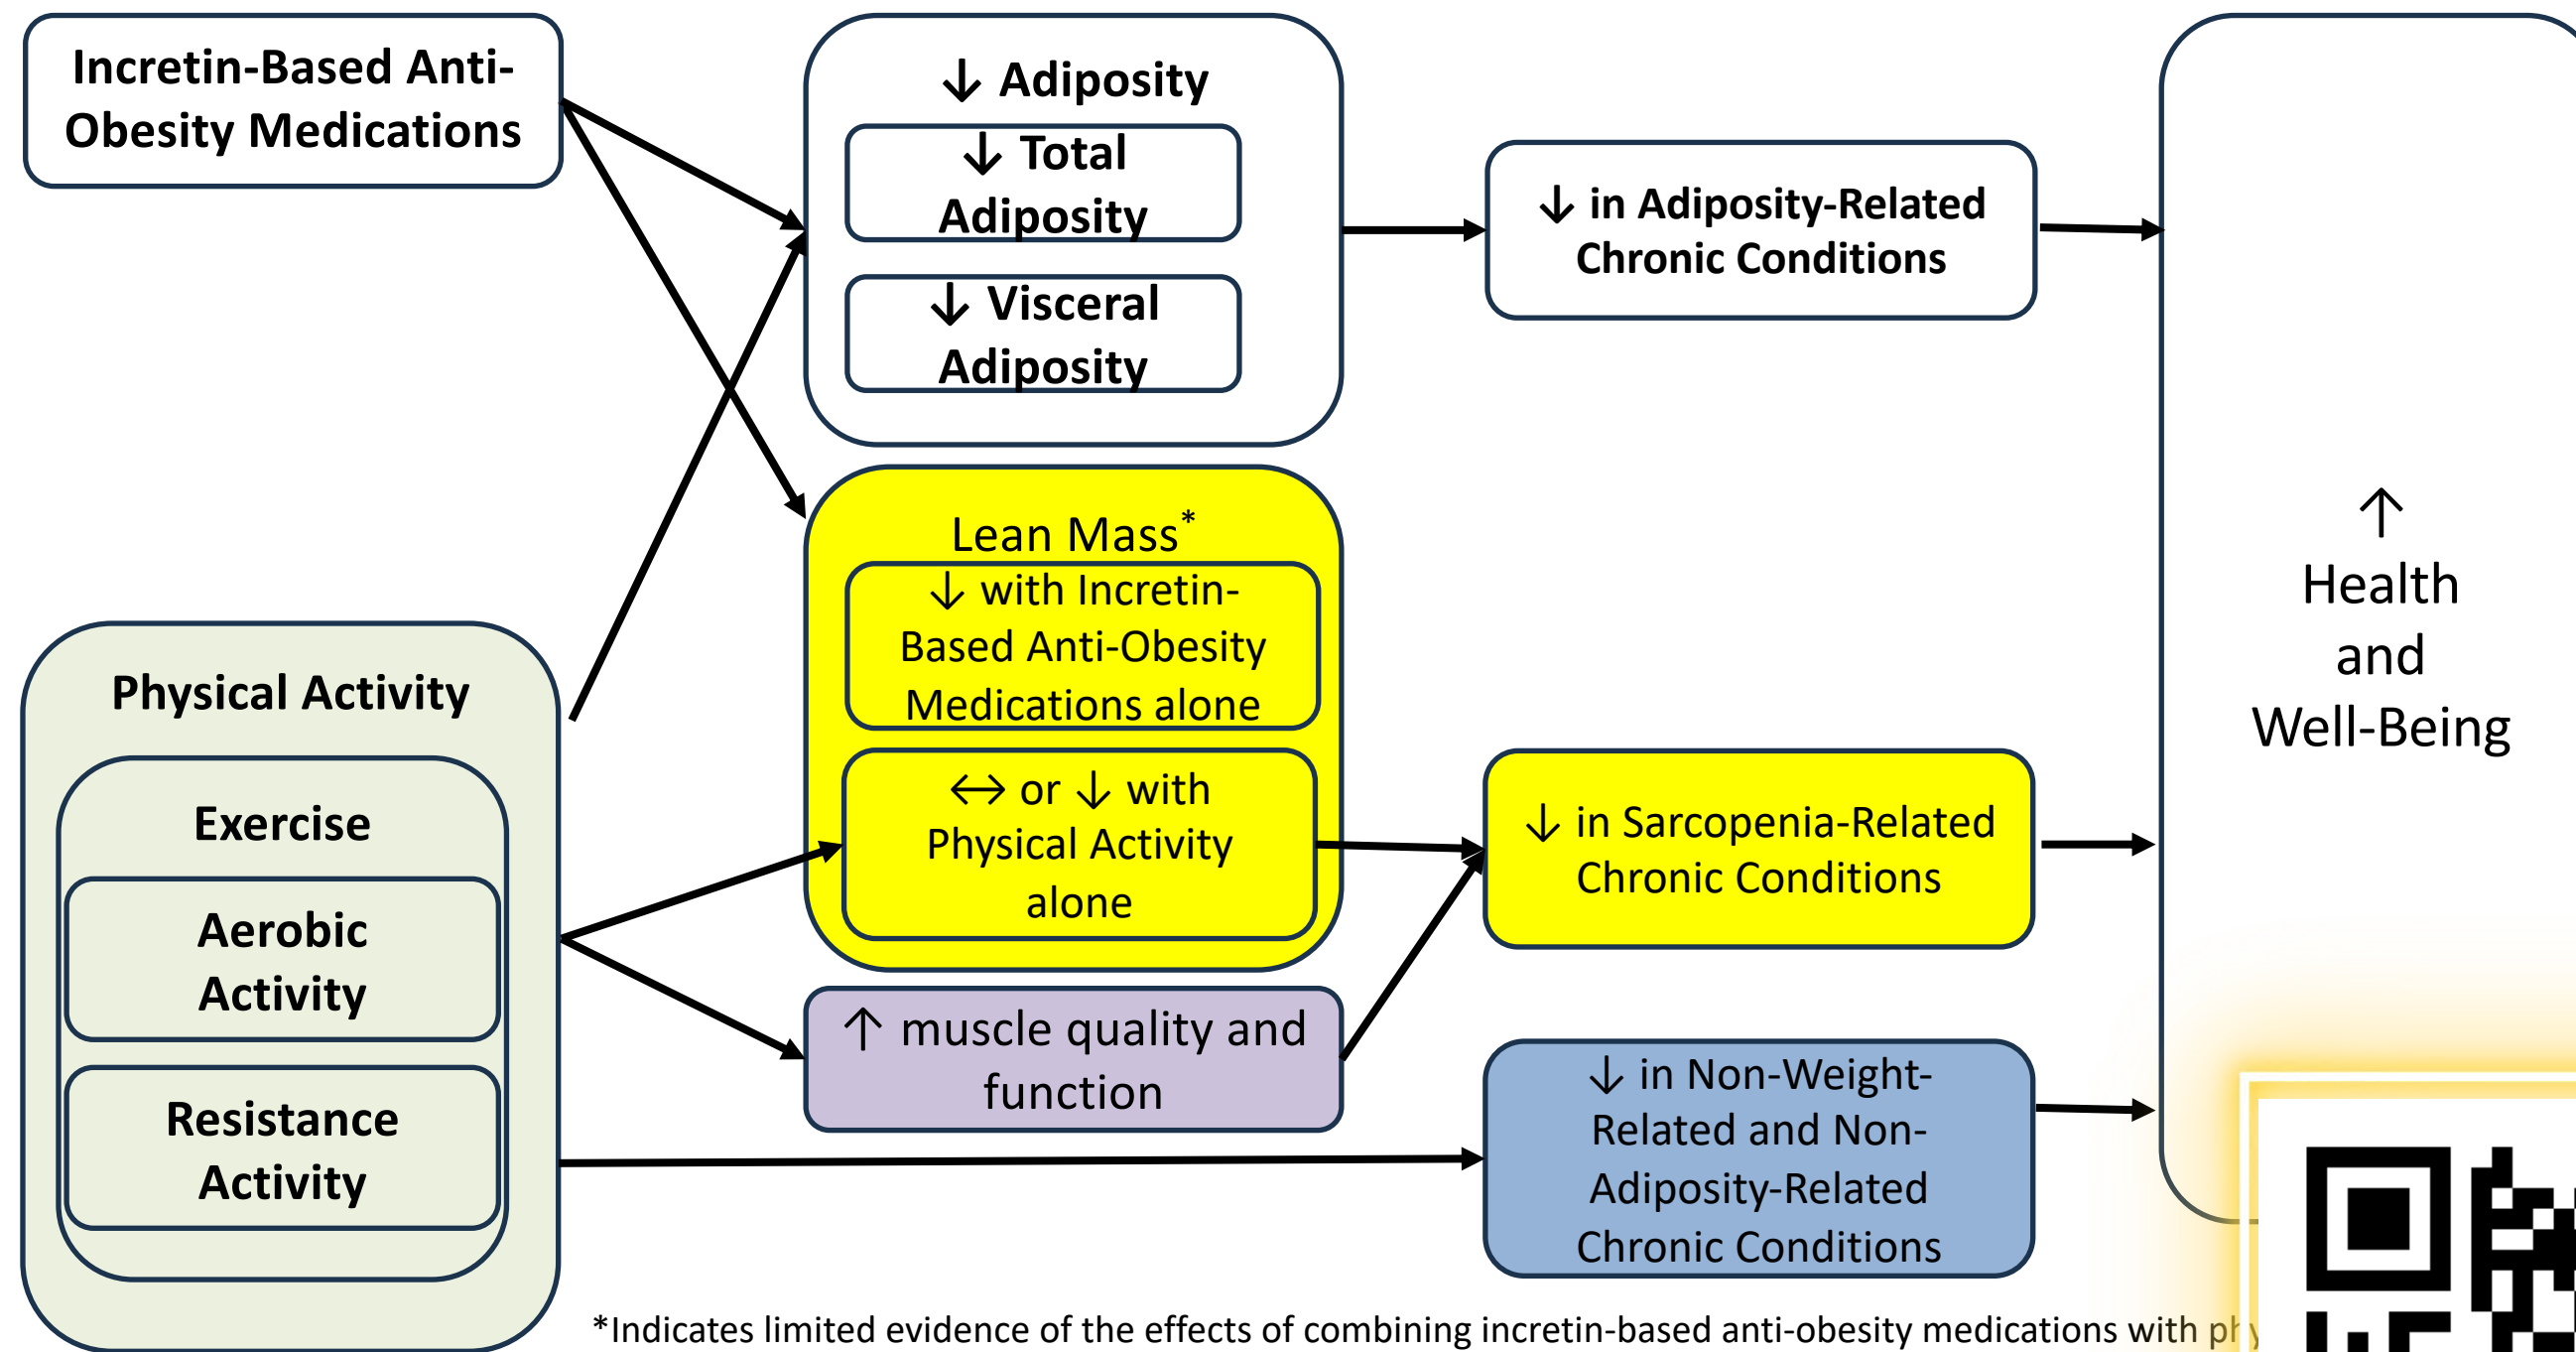 Incretin-Based Anti-
Obesity Medications
Physical Activity
Exercise
Aerobic
Activity
Resistance
Activity
↓ Adiposity
↓ Total
Adiposity
↓ Visceral
Adiposity
Lean Mass*
↓ with Incretin-
Based Anti-Obesity
Medications alone
↔ or ↓ with
Physical Activity
alone
↑ muscle quality and
function
↓ in Adiposity-Related
Chronic Conditions
↓ in Sarcopenia-Related
Chronic Conditions
↓ in Non-Weight-
Related and Non-
Adiposity-Related
Chronic Conditions
↑
Health
and
Well-Being
*Indicates limited evidence of the effects of combining incretin-based anti-obesity medications with